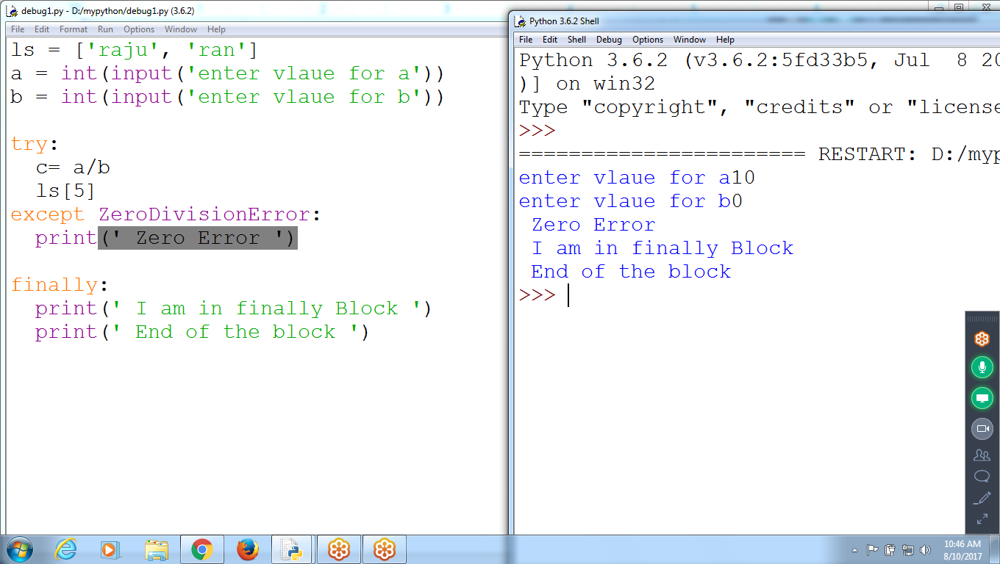 debug1.py - D:/mypython/debug1.py (3.6.2)
File Edit Format Run Options Window Help
ls = ['raju', 'ran']
a = int(input('enter vlaue for a'))
b = int(input('enter vlaue for b'))
try:
c= a/b
ls[5]
except ZeroDivisionError:
print(' Zero Error ')
finally:
print(' I am in finally Block ')
print(' End of the block ')
Python 3.6.2 Shell
File Edit Shell Debug Options Window Help
Python 3.6.2 (v3.6.2:5fd33b5, Jul  8 20
)] on win32
Type "copyright", "credits" or "license
>>>
======================= RESTART: D:/myp
enter vlaue for a10
enter vlaue for b0
Zero Error
I am in finally Block
End of the block
>>>
10:46 AM
8/10/2017